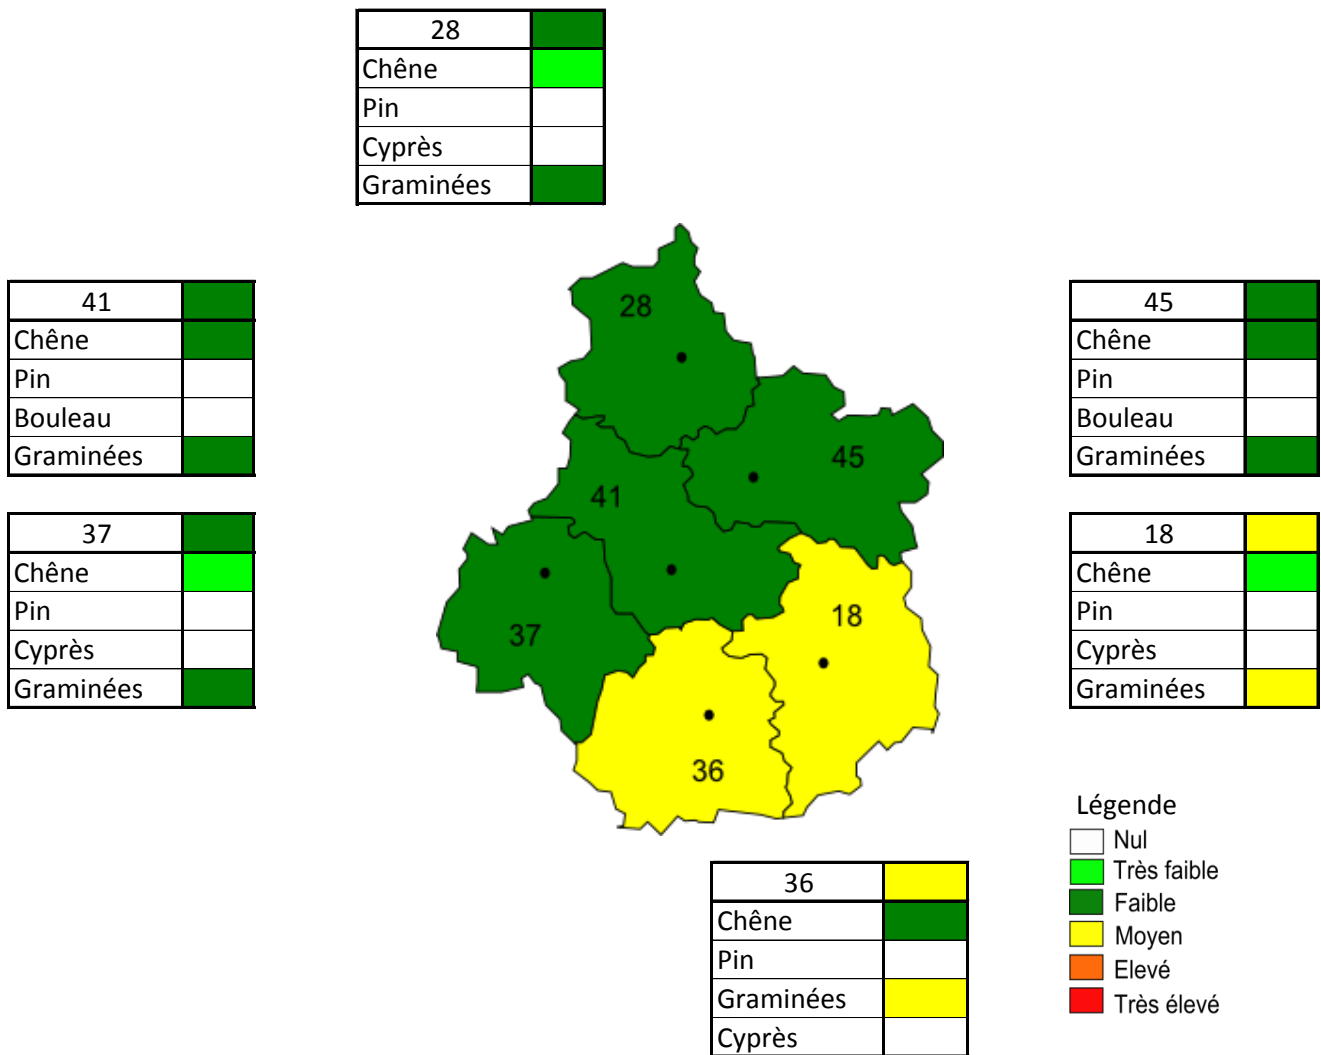 28
Chêne
Pin
Cyprès
Graminées
41
Chêne
Pin
Bouleau
Graminées
37
Chêne
Pin
Cyprès
Graminées
28
45
41
37
18
36
45
Chêne
Pin
Bouleau
Graminées
18
Chêne
Pin
Cyprès
Graminées
36
Chêne
Pin
Graminées
Cyprès
Légende
Nul
Très faible
Faible
Moyen
Elevé
Très élevé